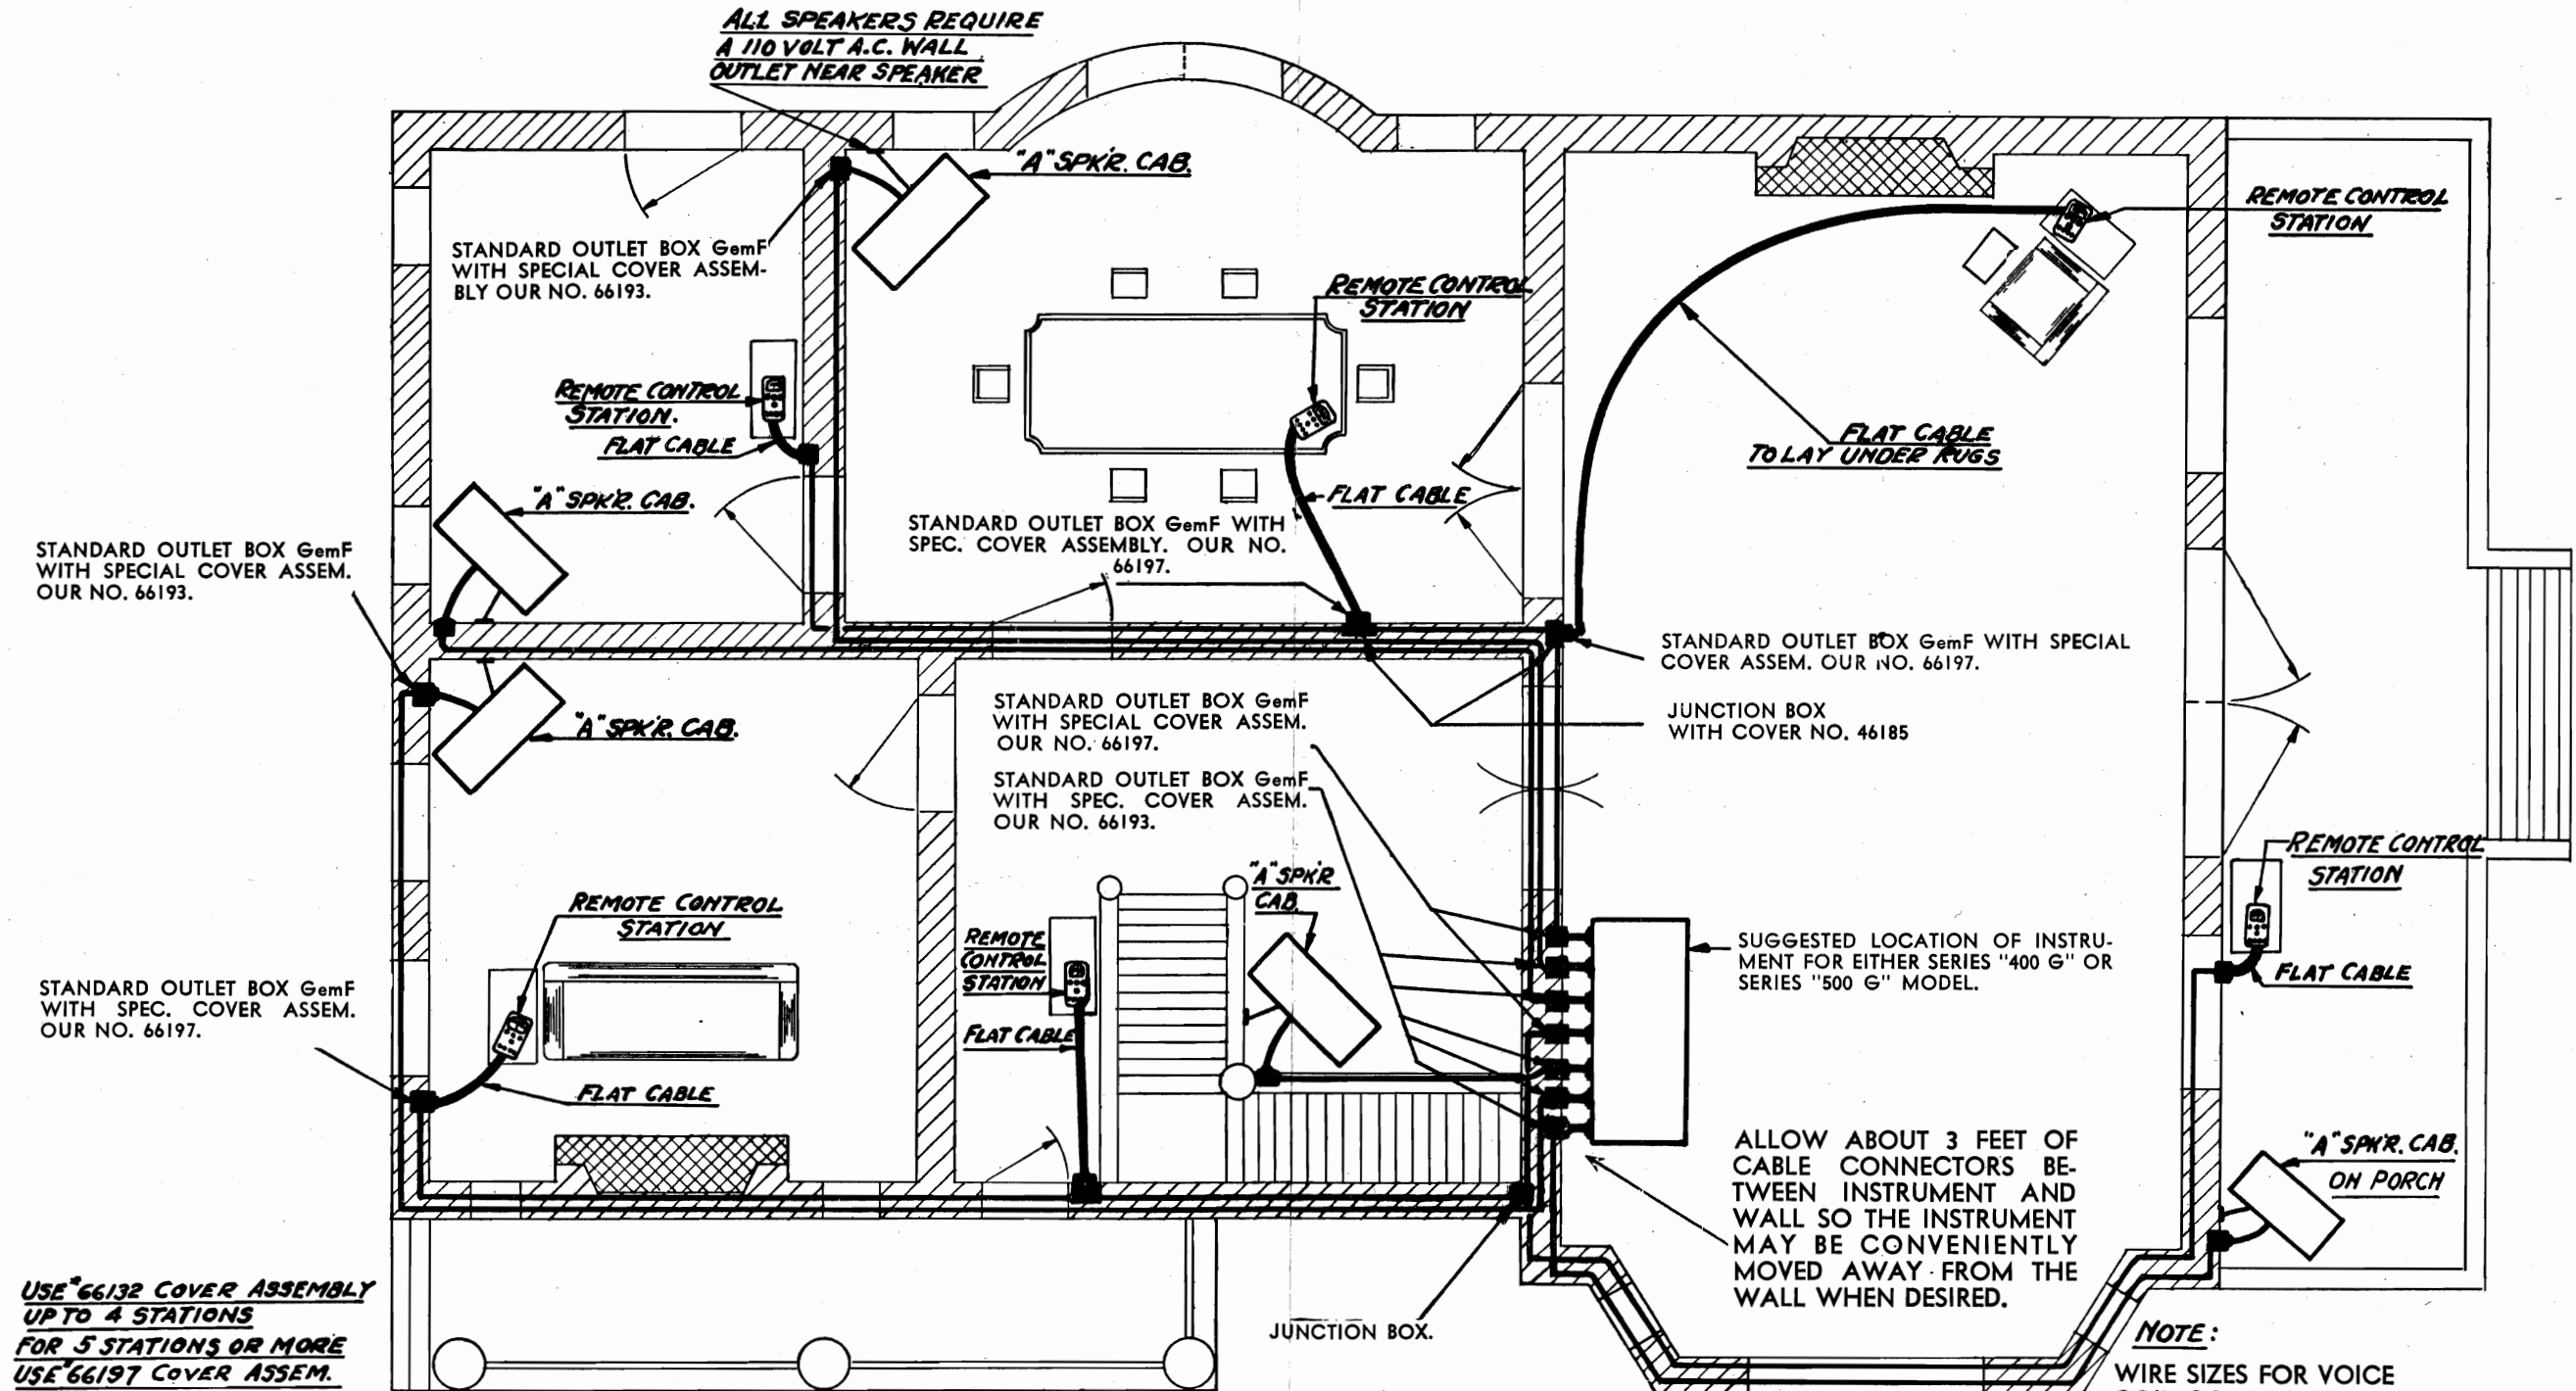 ALL SPEAKERS REQUIRE
A 110 VOLT A.C. WALL
OUTLET NEAR SPEAKER
"A" SPK'R. CAB.
REMOTE CONTROL
STATION
STANDARD OUTLET BOX GemF
WITH SPECIAL COVER ASSEM-
BLY OUR NO. 66193.
REMOTE CONTROL
STATION
REMOTE CONTROL
STATION.
FLAT CABLE
FLAT CABLE
TO LAY UNDER RUGS
"A" SPK'R. CAB.
FLAT CABLE
STANDARD OUTLET BOX GemF WITH
SPEC. COVER ASSEMBLY. OUR NO.
66197.
STANDARD OUTLET BOX GemF
WITH SPECIAL COVER ASSEM.
OUR NO. 66193.
STANDARD OUTLET BOX GemF WITH SPECIAL
COVER ASSEM. OUR NO. 66197.
JUNCTION BOX
WITH COVER NO. 46185
"A" SPK'R. CAB.
STANDARD OUTLET BOX GemF
WITH SPECIAL COVER ASSEM.
OUR NO. 66197.
STANDARD OUTLET BOX GemF
WITH SPEC. COVER ASSEM.
OUR NO. 66193.
REMOTE CONTROL
STATION
"A" SPK'R
CAB.
REMOTE CONTROL
STATION
REMOTE
CONTROL
STATION
SUGGESTED LOCATION OF INSTRU-
MENT FOR EITHER SERIES "400 G" OR
SERIES "500 G" MODEL.
FLAT CABLE
STANDARD OUTLET BOX GemF
WITH SPEC. COVER ASSEM.
OUR NO. 66197.
FLAT CABLE
FLAT CABLE
ALLOW ABOUT 3 FEET OF
CABLE CONNECTORS BE-
TWEEN INSTRUMENT AND
WALL SO THE INSTRUMENT
MAY BE CONVENIENTLY
MOVED AWAY FROM THE
WALL WHEN DESIRED.
"A" SPK'R. CAB.
ON PORCH
USE #66132 COVER ASSEMBLY
UP TO 4 STATIONS
FOR 5 STATIONS OR MORE
USE #66197 COVER ASSEM.
JUNCTION BOX.
NOTE:
WIRE SIZES FOR VOICE